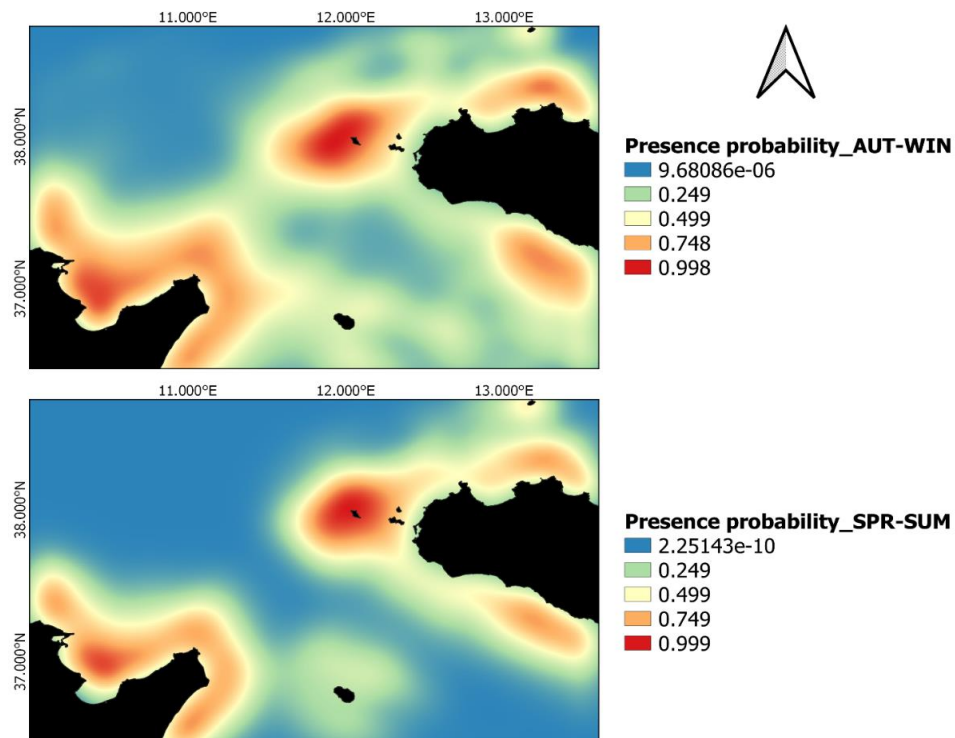 11.000°E 12.000°E 13.000°E
38.000°N
37.000°N
Presence probability_AUT-WIN
9.68086e-06
0.249
0.499
0.748
0.998
11.000°E 12.000°E 13.000°E
38.000°N
37.000°N
Presence probability_SPR-SUM
2.25143e-10
0.249
0.499
0.749
0.999